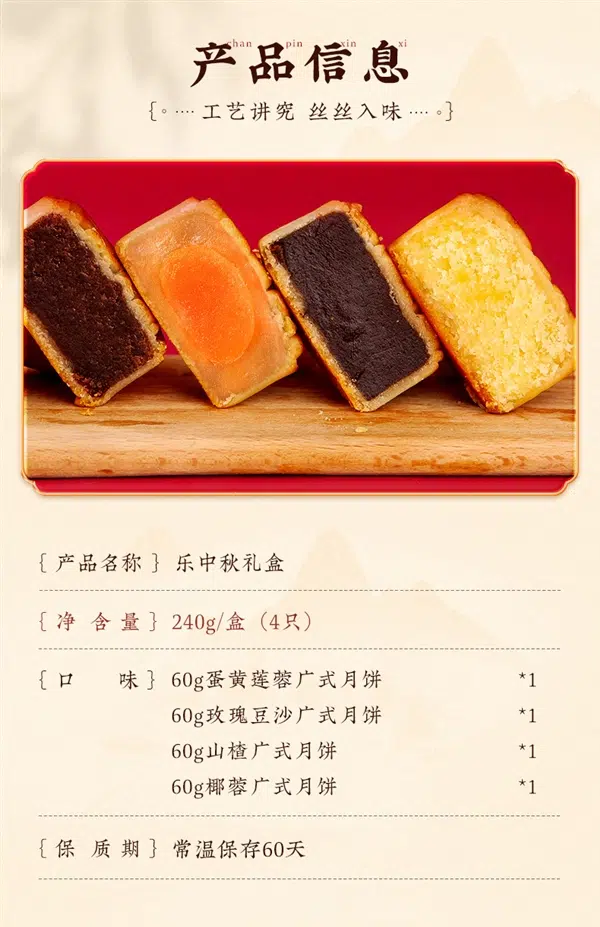 chan pin xin xi
产品信息
{。···· 工艺讲究 丝丝入味 ····。}
{ 产品名称 } 乐中秋礼盒
{ 净含量 } 240g/盒（4只）
{ 口味 } 60g蛋黄莲蓉广式月饼 *1
60g玫瑰豆沙广式月饼 *1
60g山楂广式月饼 *1
60g椰蓉广式月饼 *1
{ 保质期 } 常温保存60天